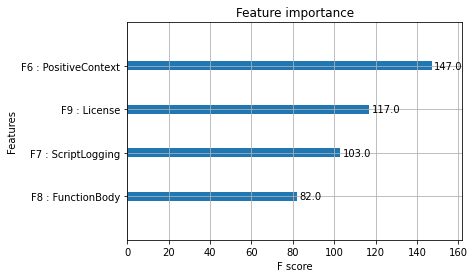 Feature importance
Features
F6 : PositiveContext 147.0
F9 : License 117.0
F7 : ScriptLogging 103.0
F8 : FunctionBody 82.0
0 20 40 60 80 100 120 140 160
F score